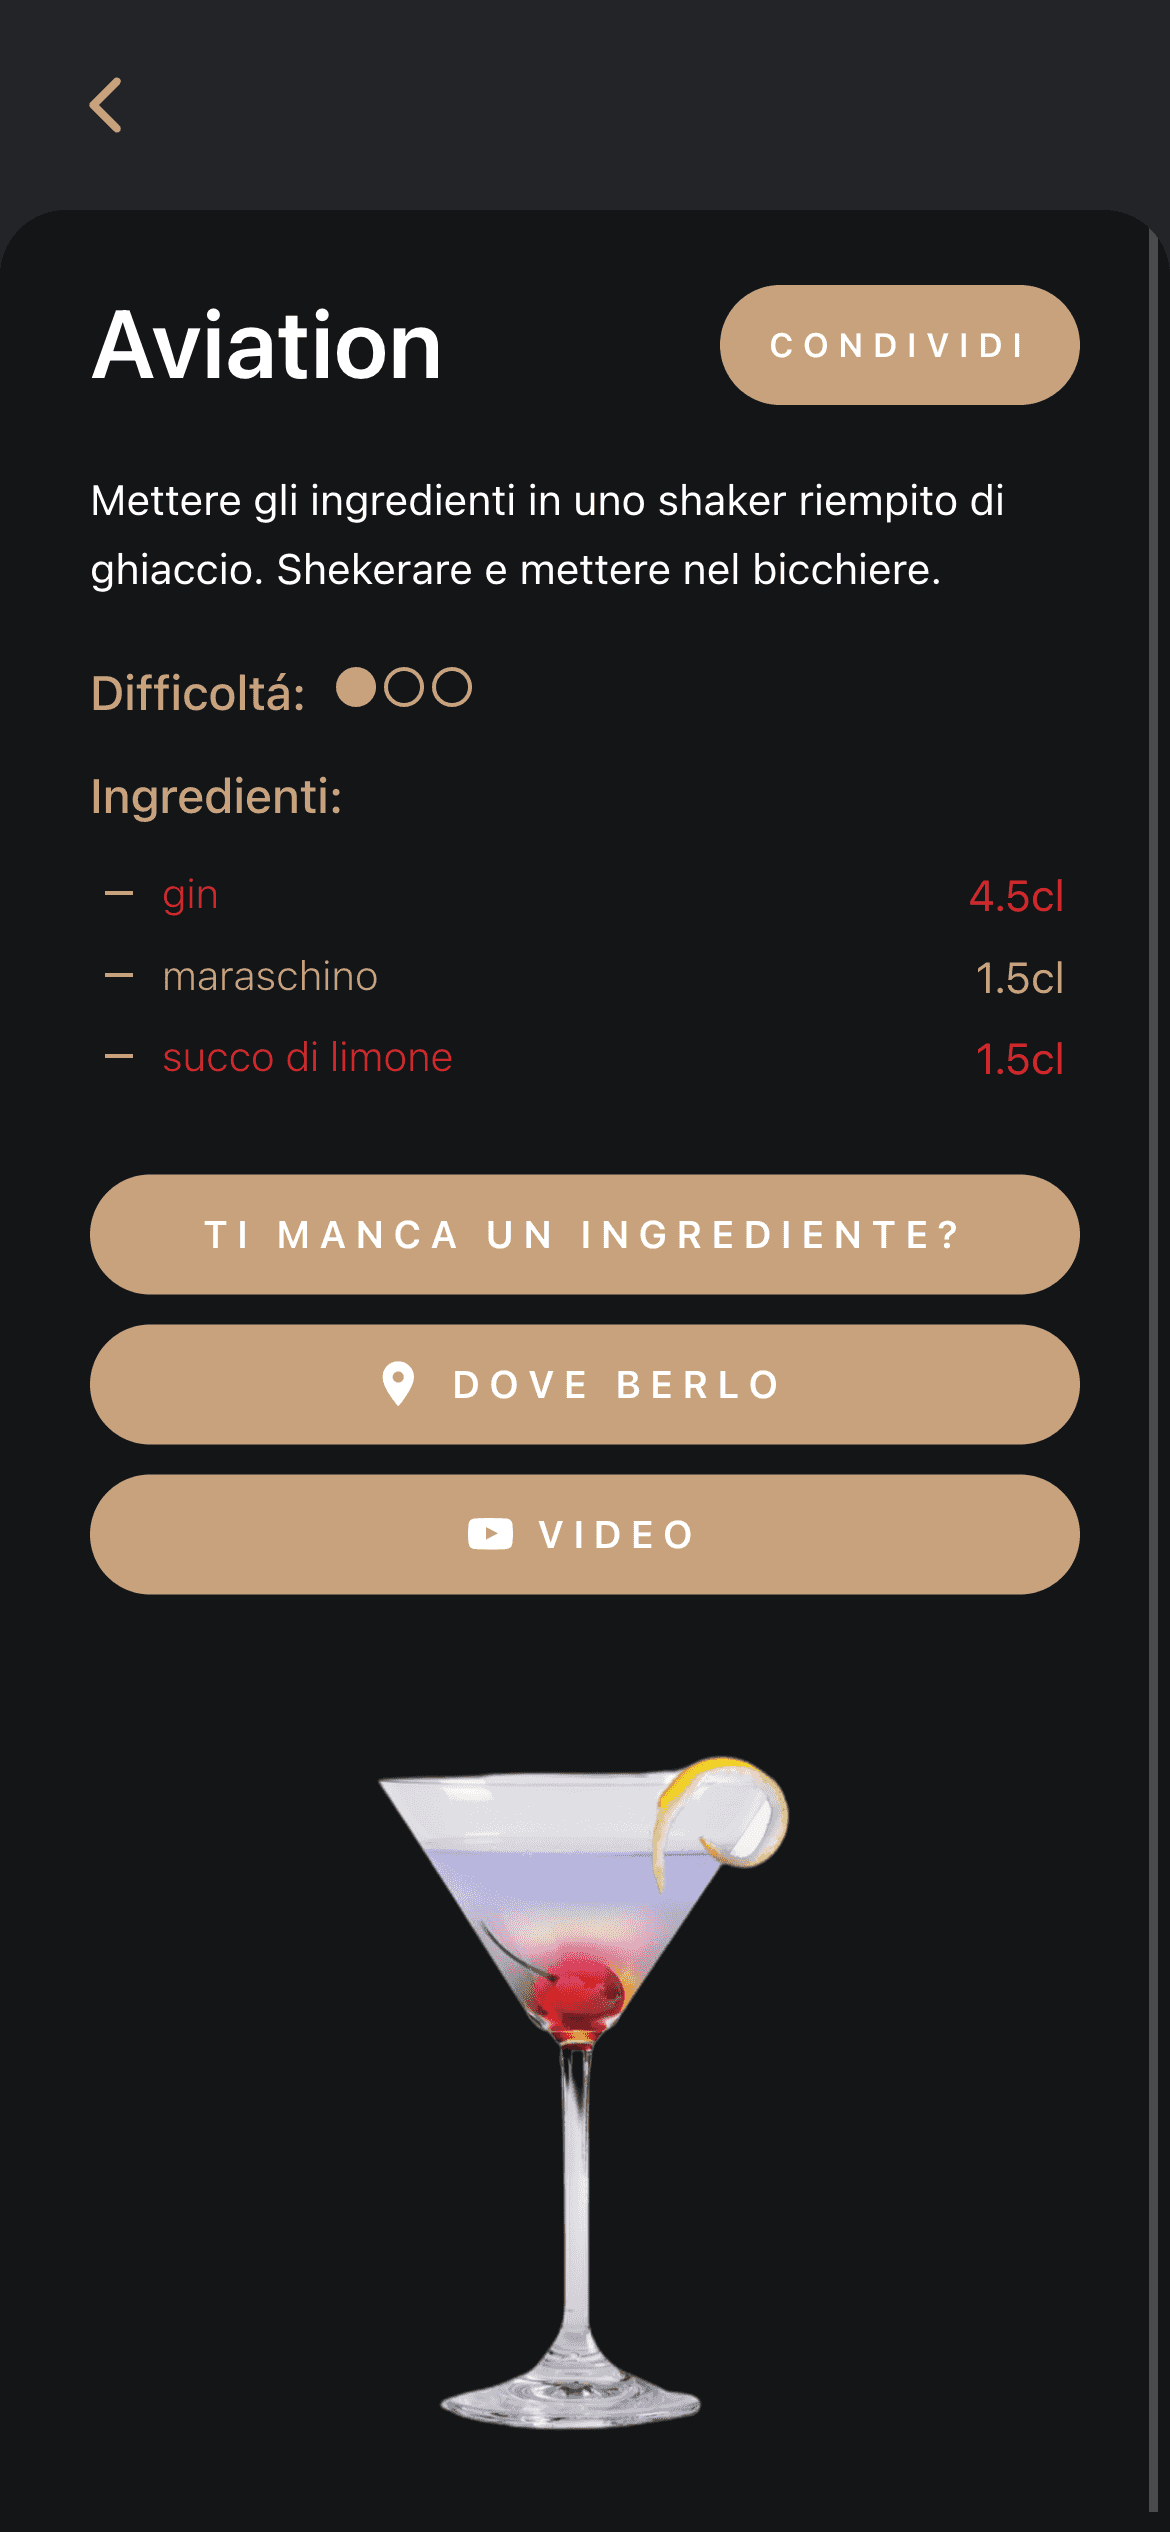 Aviation
CONDIVIDI
Mettere gli ingredienti in uno shaker riempito di
ghiaccio. Shekerare e mettere nel bicchiere.
Difficoltá:
Ingredienti:
gin 4.5cl
maraschino 1.5cl
succo di limone 1.5cl
TI MANCA UN INGREDIENTE?
DOVE BERLO
VIDEO